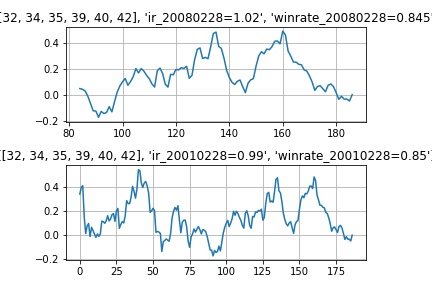 [32, 34, 35, 39, 40, 42], 'ir_20080228=1.02', 'winrate_20080228=0.845'
0.4
0.2
0.0
−0.2
80 100 120 140 160 180
[[32, 34, 35, 39, 40, 42], 'ir_20010228=0.99', 'winrate_20010228=0.85']
0.4
0.2
0.0
−0.2
0 25 50 75 100 125 150 175